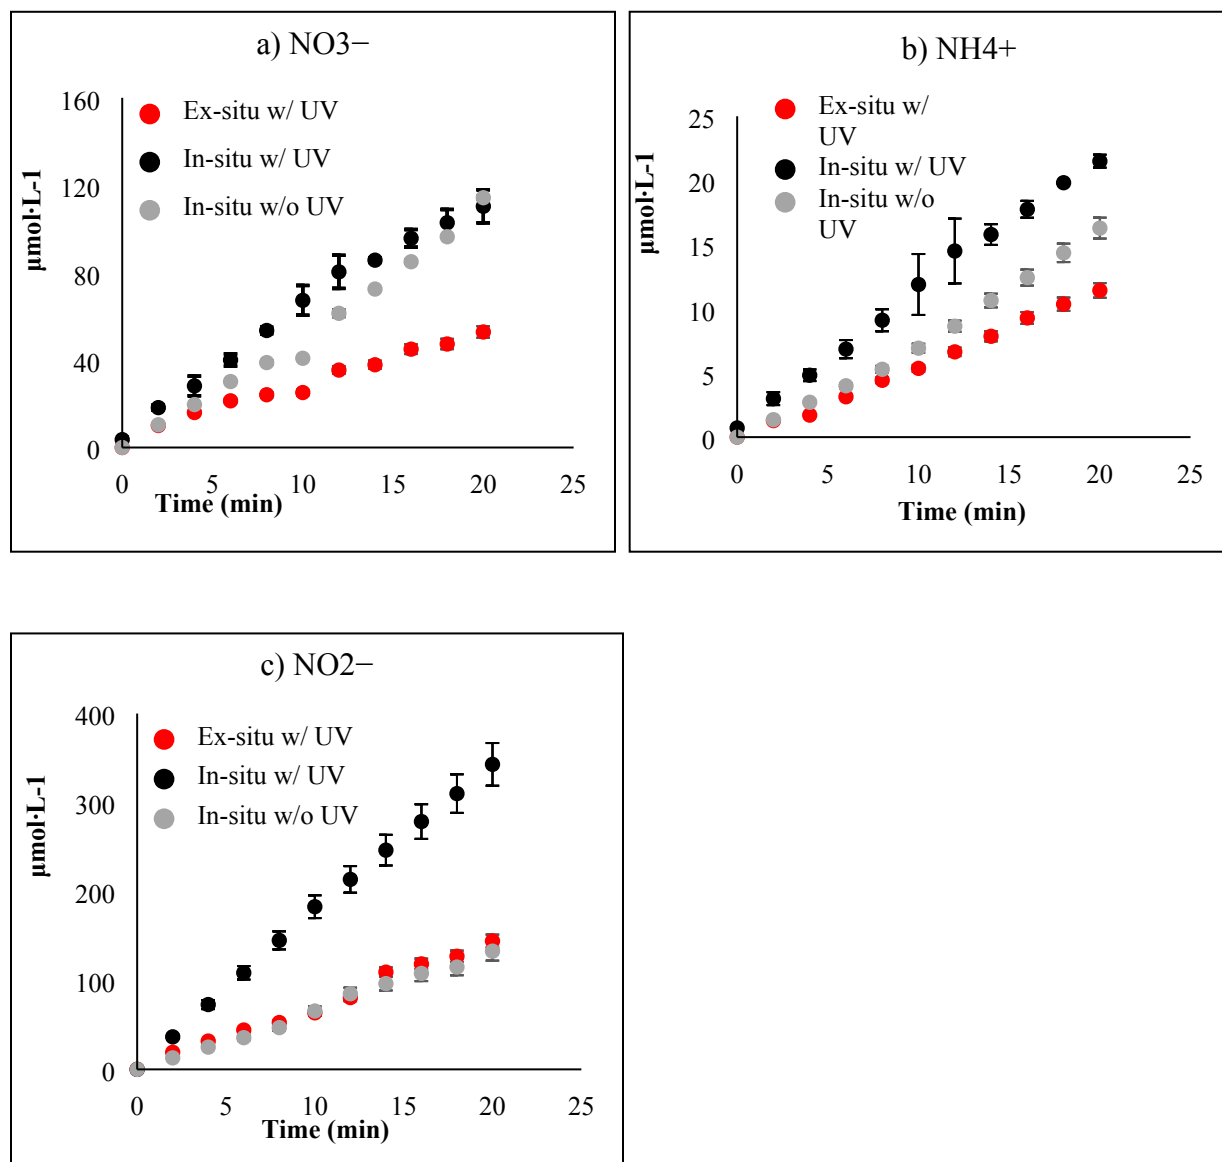 a) NO3−
µmol·L-1
160
120
80
40
0
Ex-situ w/ UV
In-situ w/ UV
In-situ w/o UV
0 5 10 15 20 25
Time (min)
b) NH4+
µmol·L-1
25
20
15
10
5
0
Ex-situ w/
UV
In-situ w/ UV
In-situ w/o
UV
0 5 10 15 20 25
Time (min)
c) NO2−
µmol·L-1
400
300
200
100
0
Ex-situ w/ UV
In-situ w/ UV
In-situ w/o UV
0 5 10 15 20 25
Time (min)